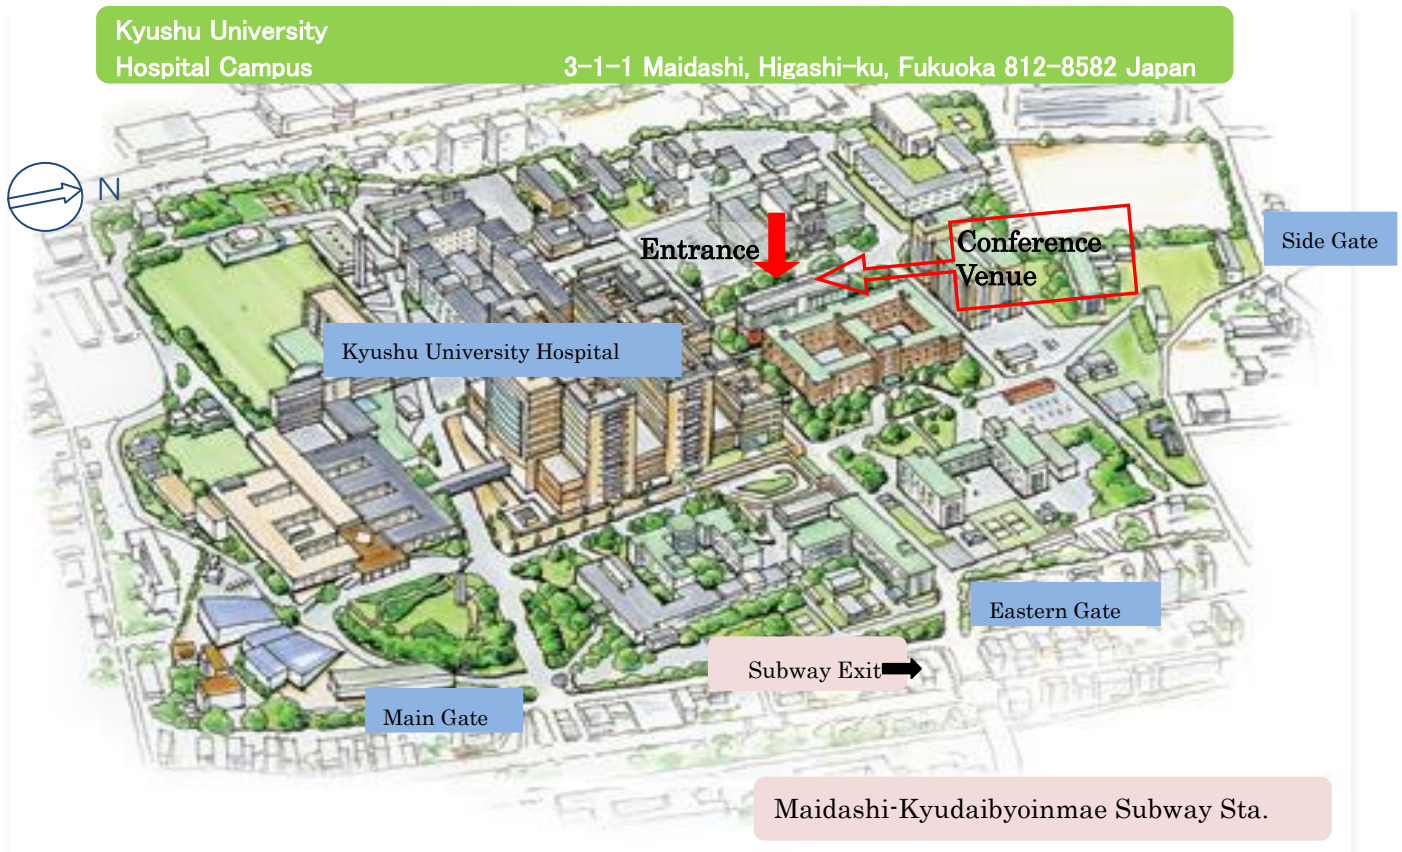 Kyushu University
Hospital Campus 3-1-1 Maidashi, Higashi-ku, Fukuoka 812-8582 Japan
N
Entrance
Conference
Venue
Side Gate
Kyushu University Hospital
Eastern Gate
Subway Exit
Main Gate
Maidashi-Kyudaibyoinmae Subway Sta.